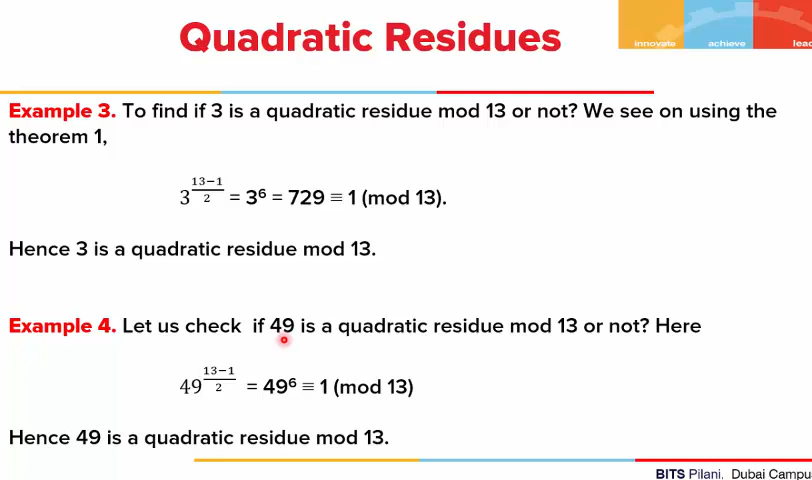 Quadratic Residues
innovate achieve lead
Example 3. To find if 3 is a quadratic residue mod 13 or not? We see on using the
theorem 1,
3^((13−1)/2) = 3⁶ = 729 ≡ 1 (mod 13).
Hence 3 is a quadratic residue mod 13.
Example 4. Let us check if 49 is a quadratic residue mod 13 or not? Here
49^((13−1)/2) = 49⁶ ≡ 1 (mod 13)
Hence 49 is a quadratic residue mod 13.
BITS Pilani, Dubai Campu